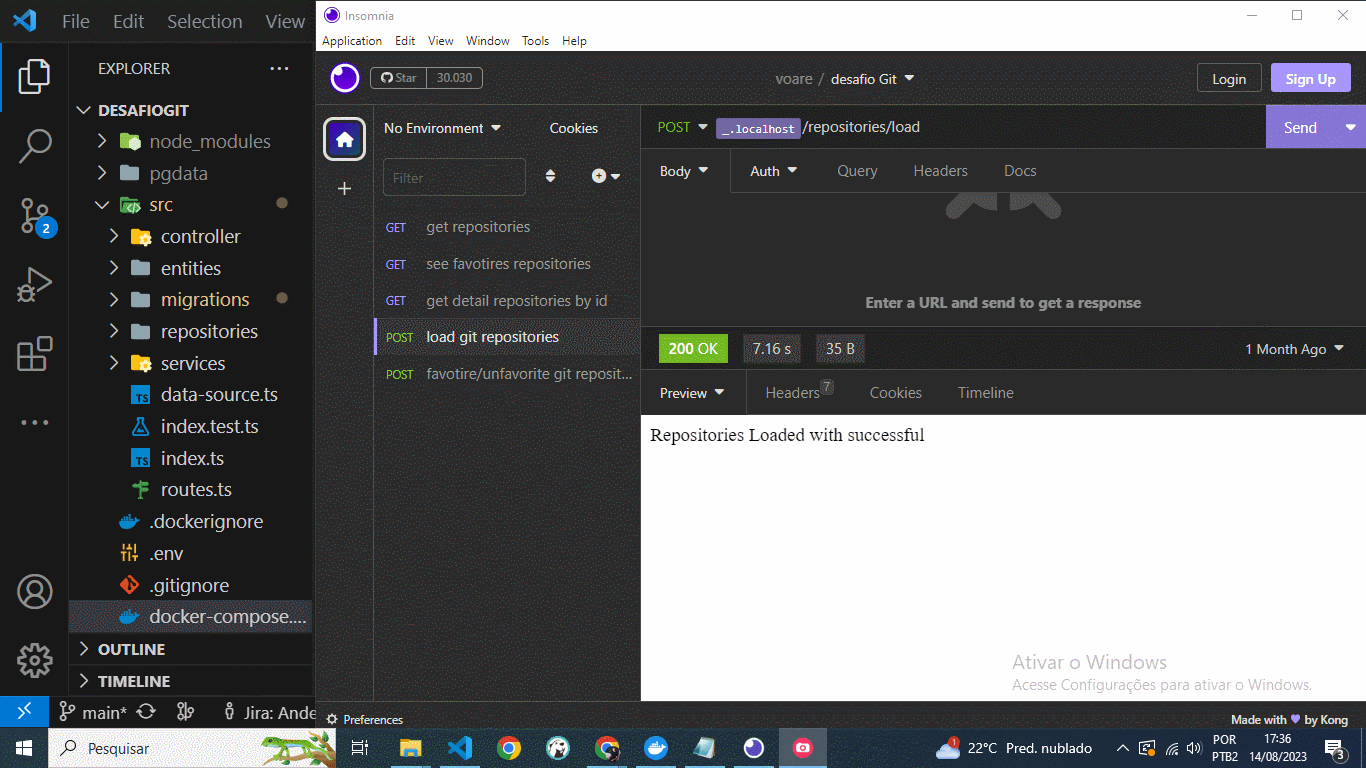 File Edit Selection View
EXPLORER
DESAFIOGIT
node_modules
pgdata
src
controller
entities
migrations
repositories
services
TS data-source.ts
index.test.ts
TS index.ts
routes.ts
.dockerignore
.env
.gitignore
docker-compose....
OUTLINE
TIMELINE
2
main*
Jira: Ande
Insomnia
Application Edit View Window Tools Help
Star 30.030
voare / desafio Git
Login
Sign Up
No Environment
Cookies
Filter
GET get repositories
GET see favotires repositories
GET get detail repositories by id
POST load git repositories
POST favotire/unfavorite git reposit...
POST _.localhost/repositories/load
Send
Body Auth Query Headers Docs
Enter a URL and send to get a response
200 OK 7.16 s 35 B 1 Month Ago
Preview Headers 7 Cookies Timeline
Repositories Loaded with successful
Ativar o Windows
Acesse Configurações para ativar o Windows.
Preferences
Made with by Kong
Pesquisar
1
22°C Pred. nublado
POR
PTB2
17:36
14/08/2023
3